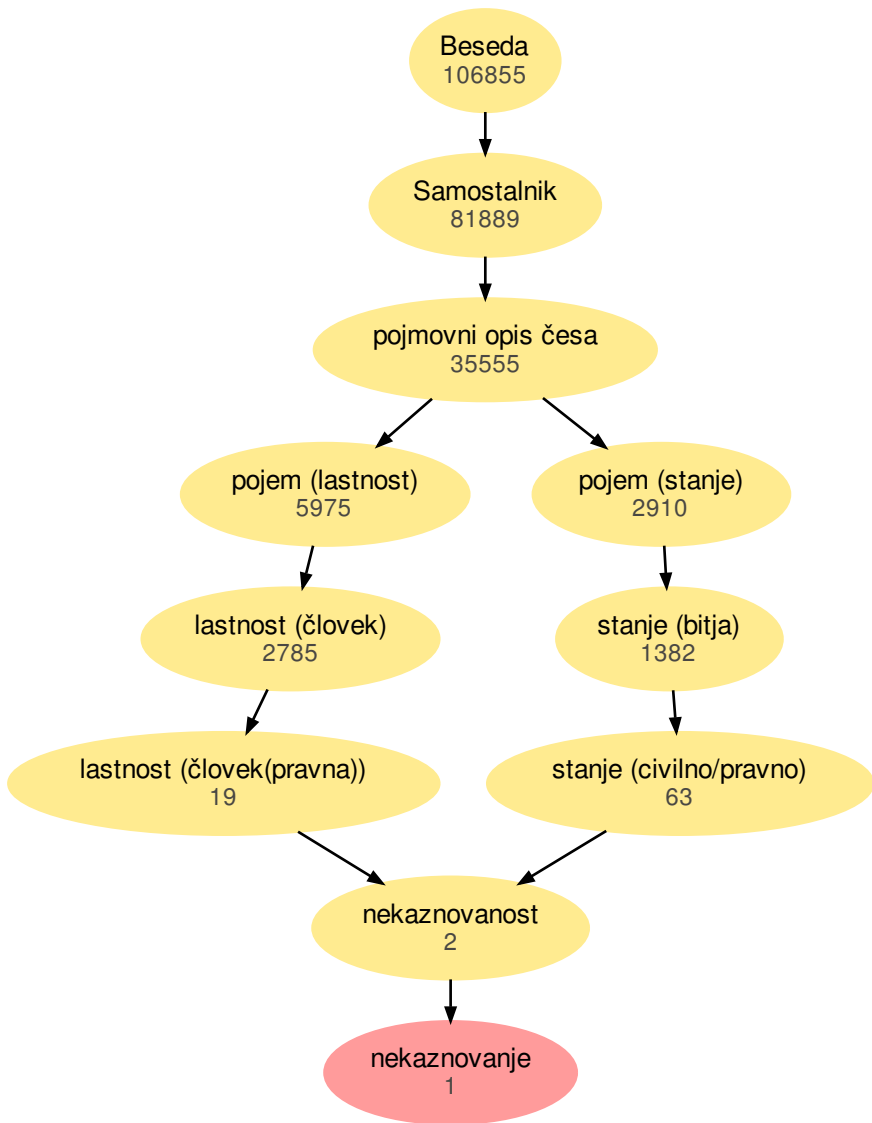 Beseda
106855
Samostalnik
81889
pojmovni opis česa
35555
pojem (lastnost)
5975
pojem (stanje)
2910
lastnost (človek)
2785
stanje (bitja)
1382
lastnost (človek(pravna))
19
stanje (civilno/pravno)
63
nekaznovanost
2
nekaznovanje
1